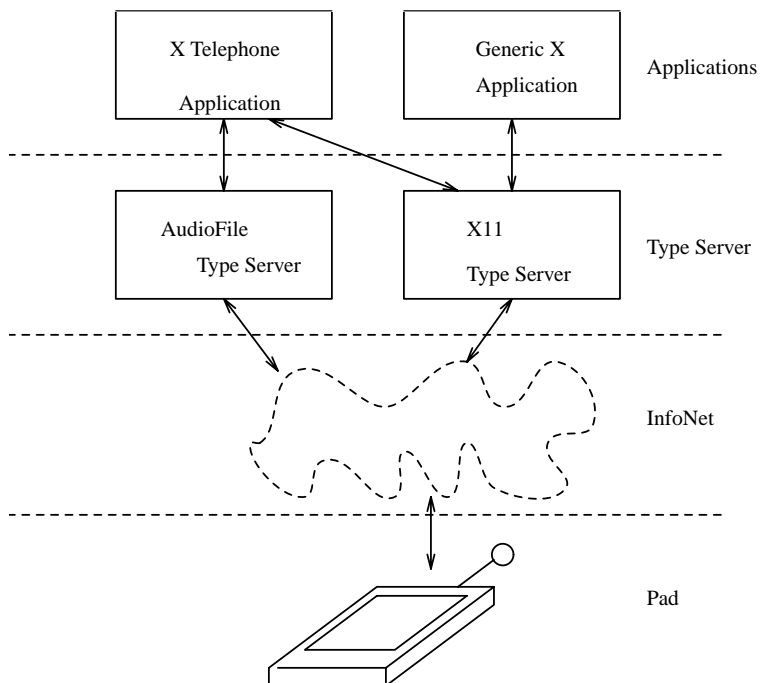 X Telephone
Application
Generic X
Application
Applications
AudioFile
Type Server
X11
Type Server
Type Server
InfoNet
Pad